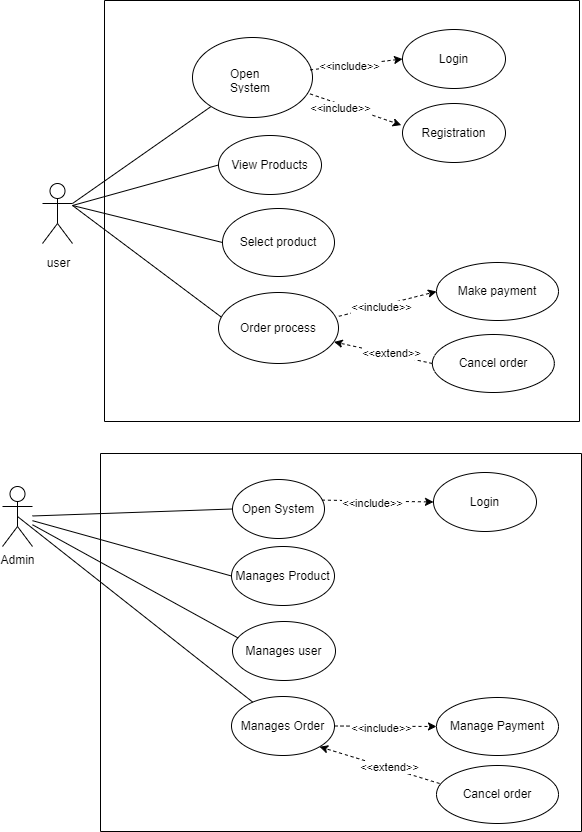 Open
System
<<include>>
Login
<<include>>
Registration
View Products
user
Select product
Order process
<<include>>
Make payment
<<extend>>
Cancel order
Admin
Open System
<<include>>
Login
Manages Product
Manages user
Manages Order
<<include>>
Manage Payment
<<extend>>
Cancel order